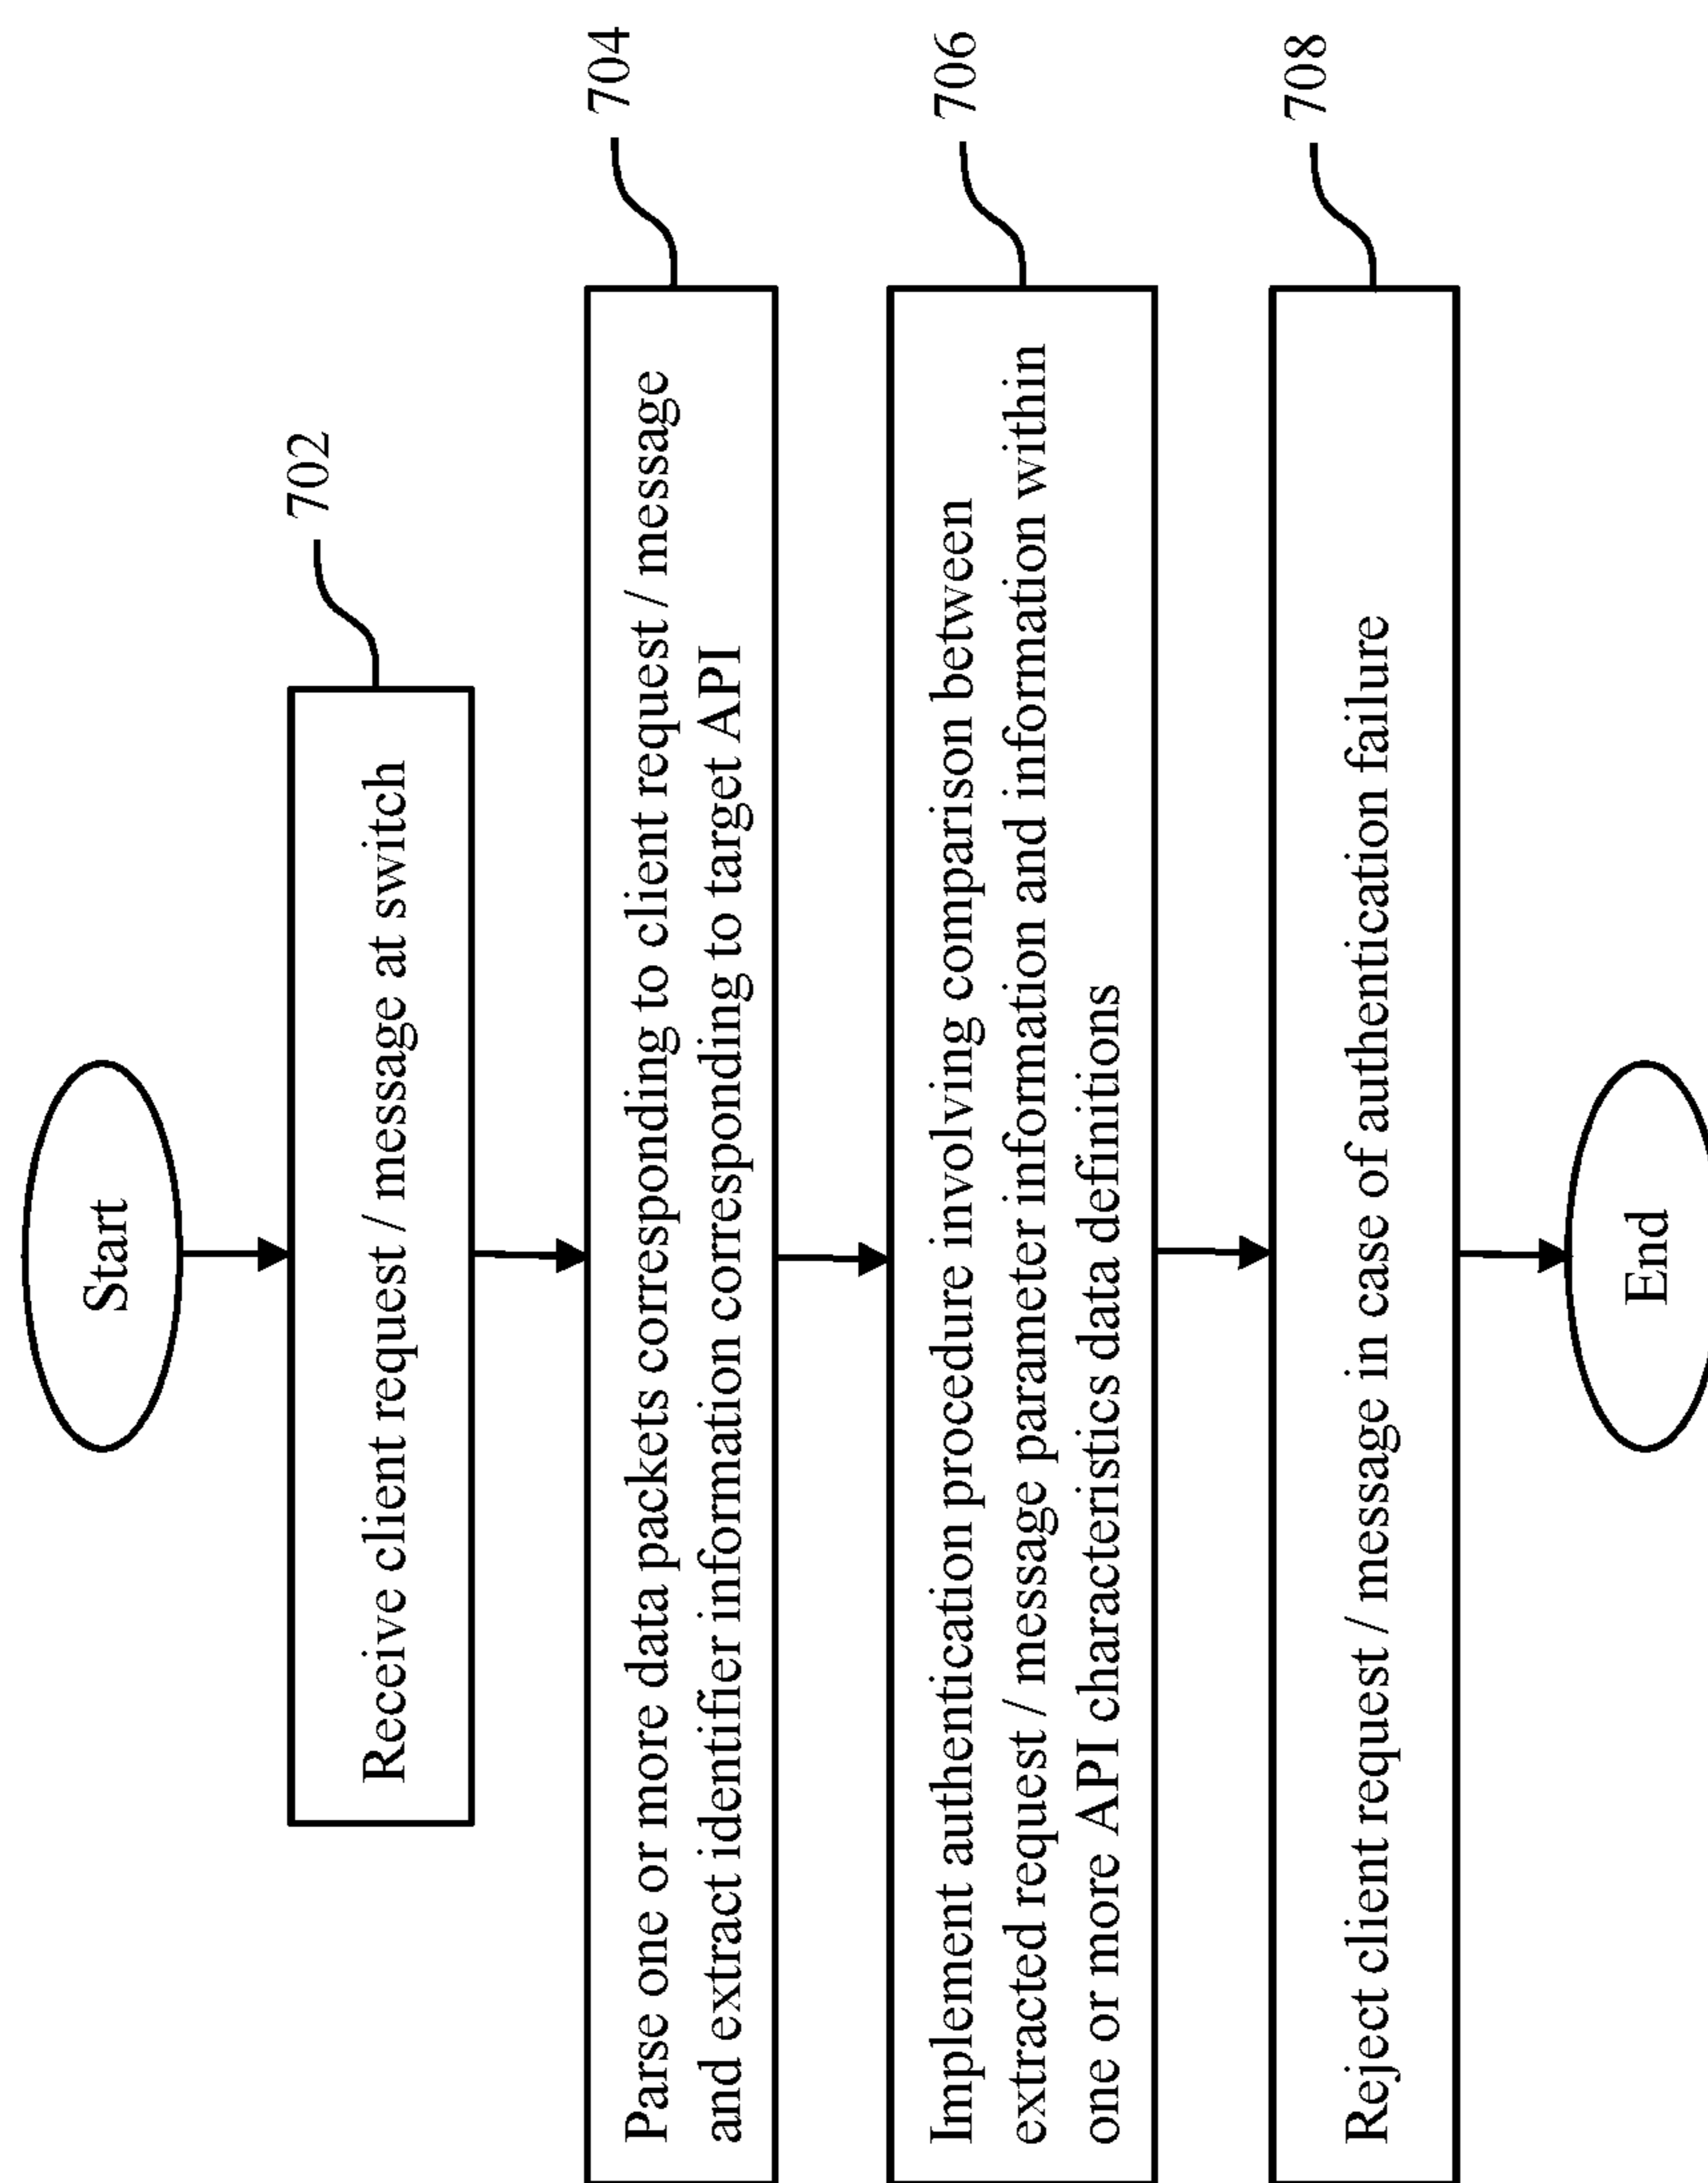 Start
702
Receive client request / message at switch
704
Parse one or more data packets corresponding to client request / message
and extract identifier information corresponding to target API
706
Implement authentication procedure involving comparison between
extracted request / message parameter information and information within
one or more API characteristics data definitions
708
Reject client request / message in case of authentication failure
End